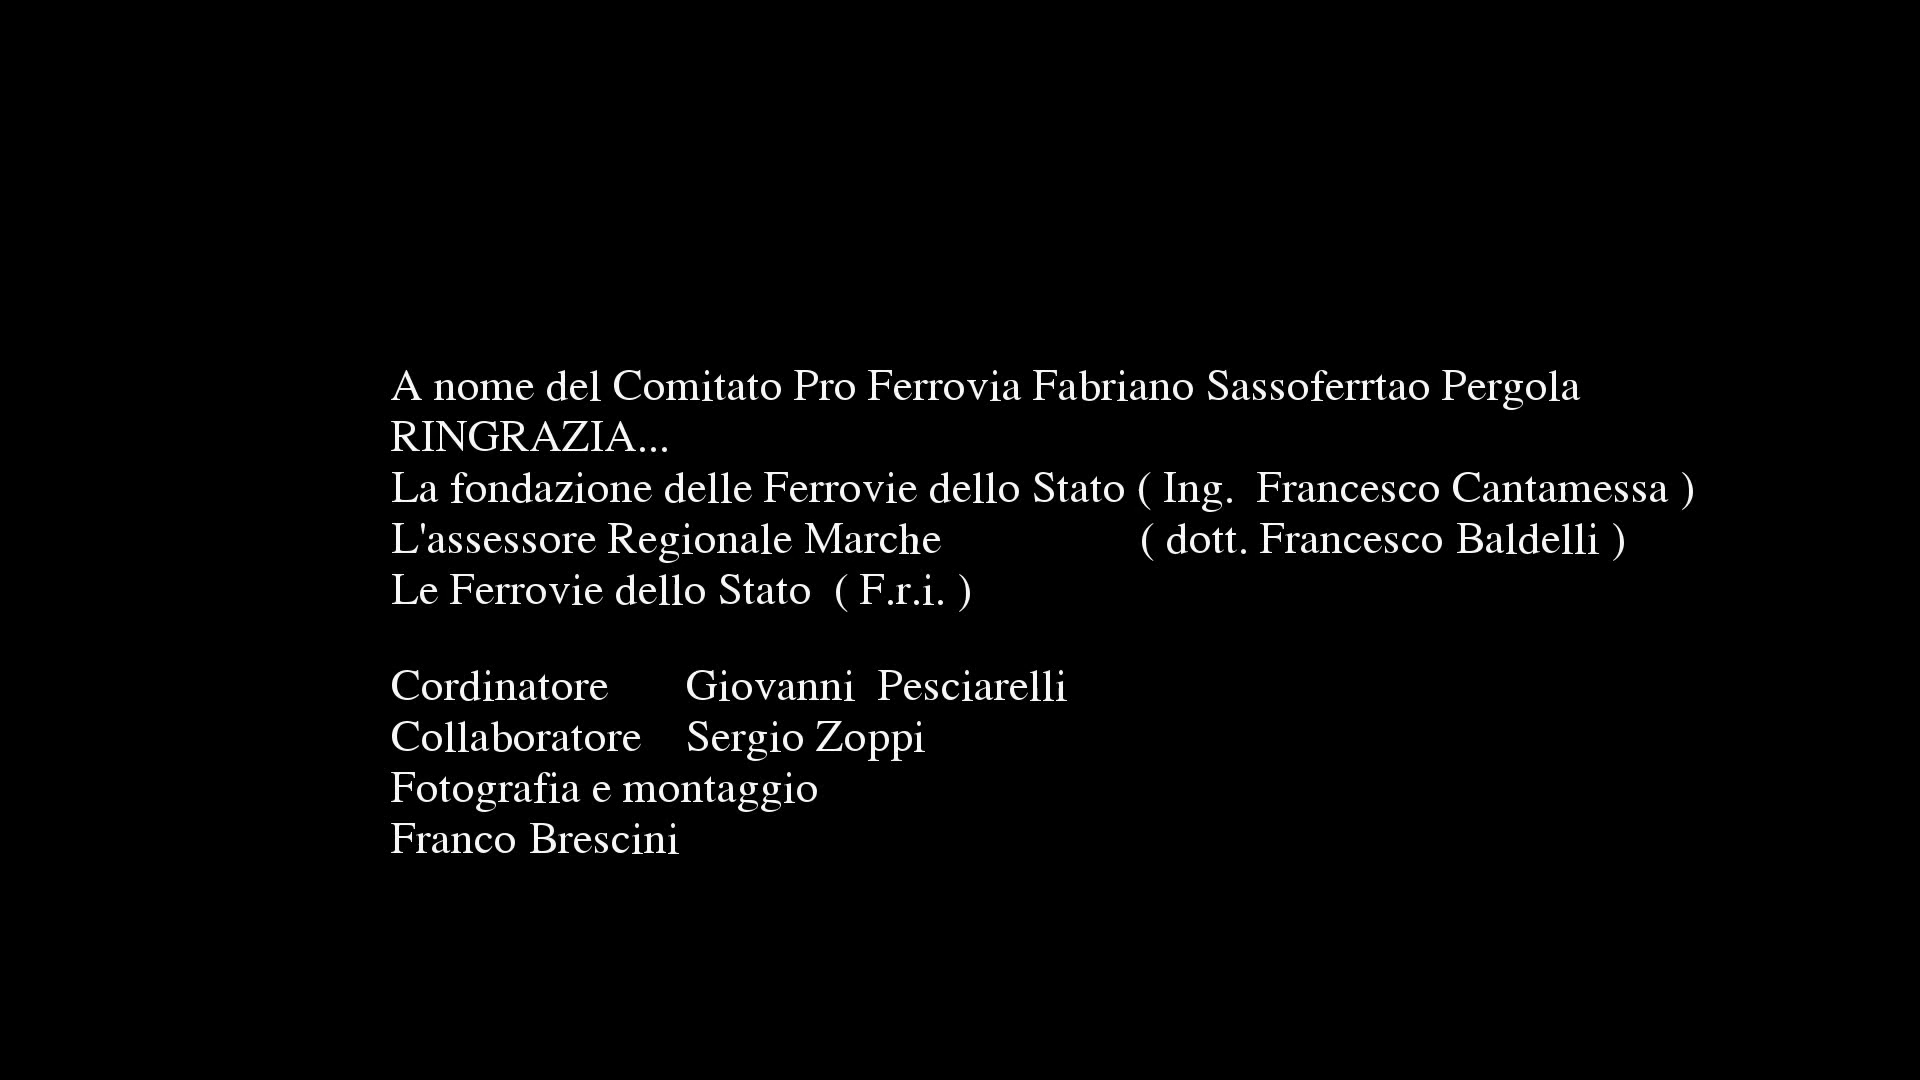 A nome del Comitato Pro Ferrovia Fabriano Sassoferrtao Pergola
RINGRAZIA...
La fondazione delle Ferrovie dello Stato ( Ing.  Francesco Cantamessa )
L'assessore Regionale Marche ( dott. Francesco Baldelli )
Le Ferrovie dello Stato  ( F.r.i. )
Cordinatore Giovanni  Pesciarelli
Collaboratore Sergio Zoppi
Fotografia e montaggio
Franco Brescini